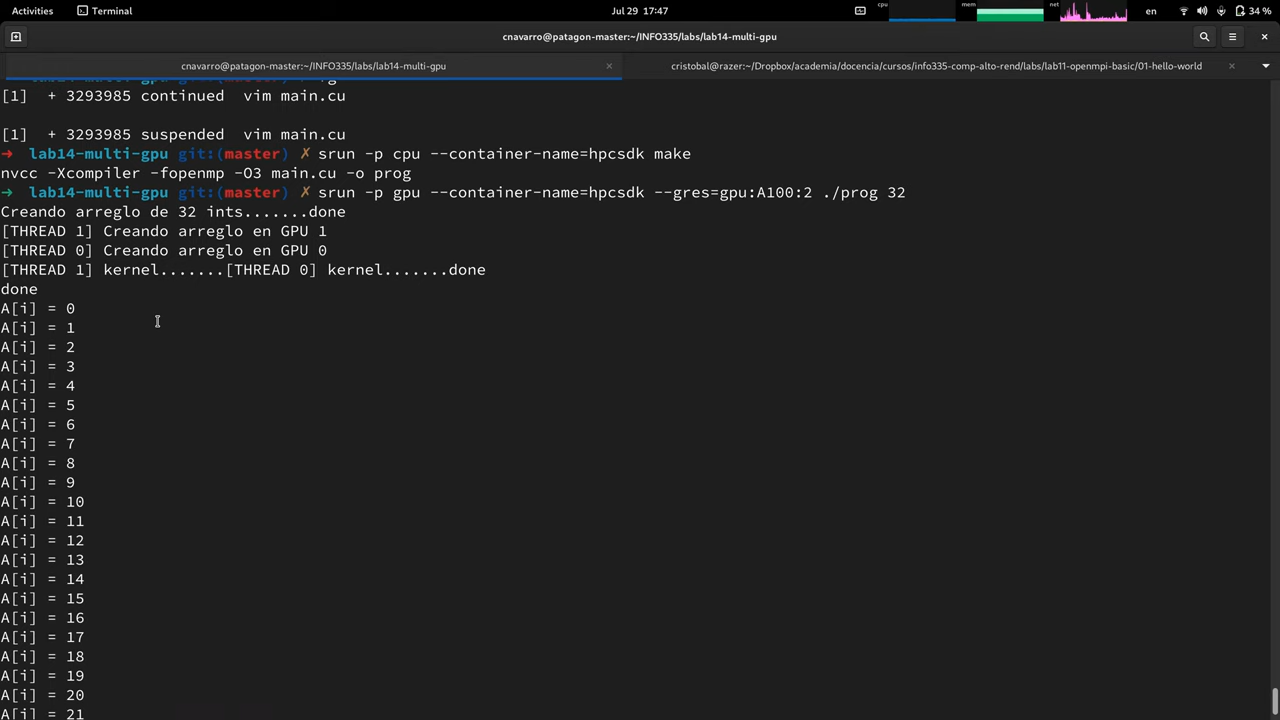 Activities Terminal Jul 29 17:47 cpu mem net en 34 %
cnavarro@patagon-master:~/INFO335/labs/lab14-multi-gpu
cnavarro@patagon-master:~/INFO335/labs/lab14-multi-gpu × cristobal@razer:~/Dropbox/academia/docencia/cursos/info335-comp-alto-rend/labs/lab11-openmpi-basic/01-hello-world ×
[1]  + 3293985 continued  vim main.cu
[1]  + 3293985 suspended  vim main.cu
➜  lab14-multi-gpu git:(master) ✗ srun -p cpu --container-name=hpcsdk make
nvcc -Xcompiler -fopenmp -O3 main.cu -o prog
➜  lab14-multi-gpu git:(master) ✗ srun -p gpu --container-name=hpcsdk --gres=gpu:A100:2 ./prog 32
Creando arreglo de 32 ints.......done
[THREAD 1] Creando arreglo en GPU 1
[THREAD 0] Creando arreglo en GPU 0
[THREAD 1] kernel.......[THREAD 0] kernel.......done
done
A[i] = 0
A[i] = 1
A[i] = 2
A[i] = 3
A[i] = 4
A[i] = 5
A[i] = 6
A[i] = 7
A[i] = 8
A[i] = 9
A[i] = 10
A[i] = 11
A[i] = 12
A[i] = 13
A[i] = 14
A[i] = 15
A[i] = 16
A[i] = 17
A[i] = 18
A[i] = 19
A[i] = 20
A[i] = 21